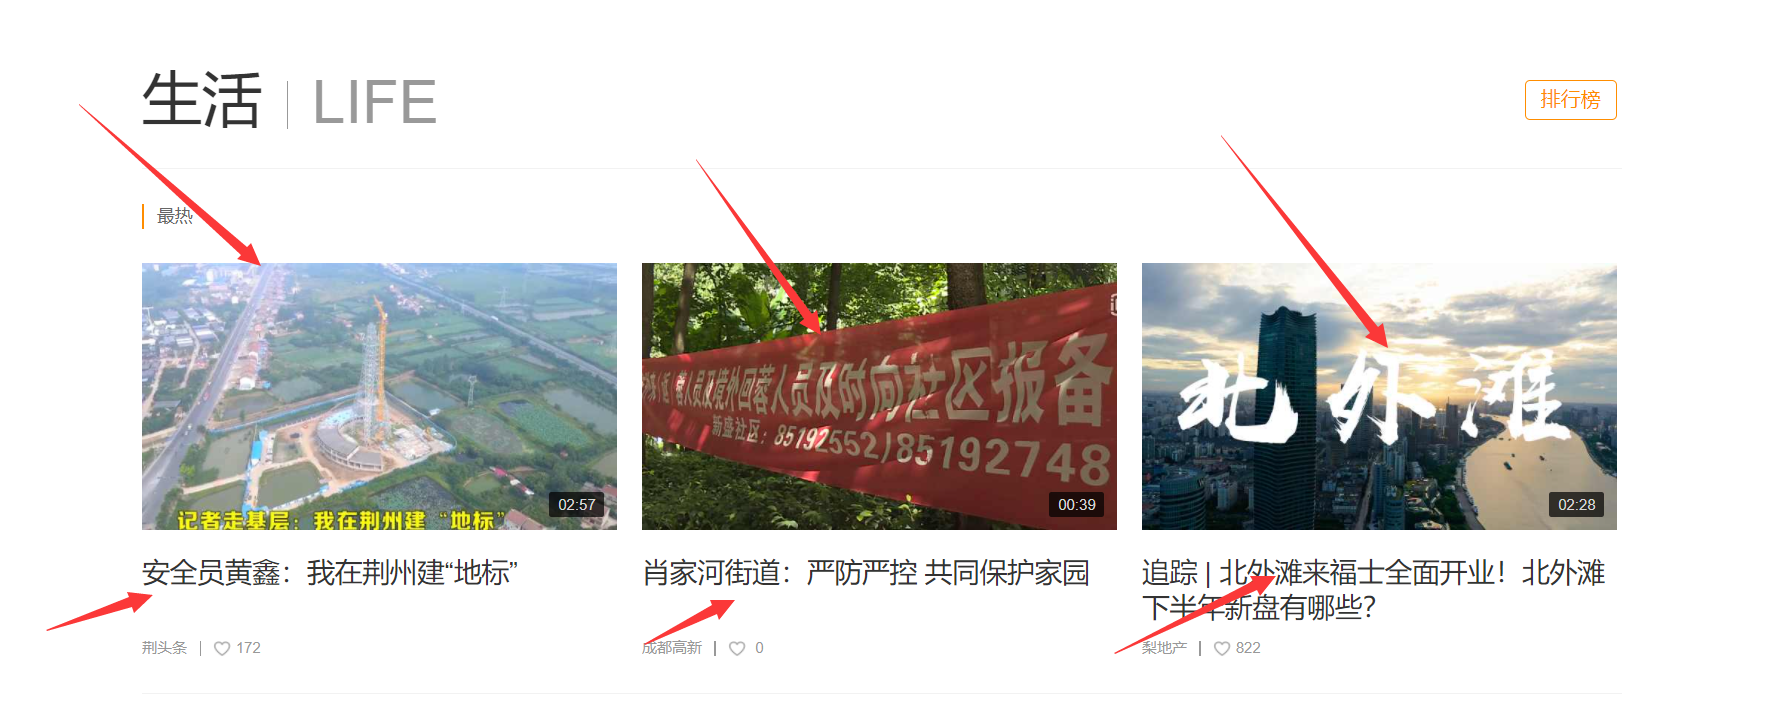 生活 | LIFE
排行榜
最热
记者走基层：我在荆州建“地标”
02:57
员及境外回蓉人员及时向社区报备
新盛社区：85192552/85192748
00:39
北外滩
02:28
安全员黄鑫：我在荆州建“地标”
肖家河街道：严防严控 共同保护家园
追踪 | 北外滩来福士全面开业！北外滩
下半年新盘有哪些？
荆头条 | 172
成都高新 | 0
梨地产 | 822